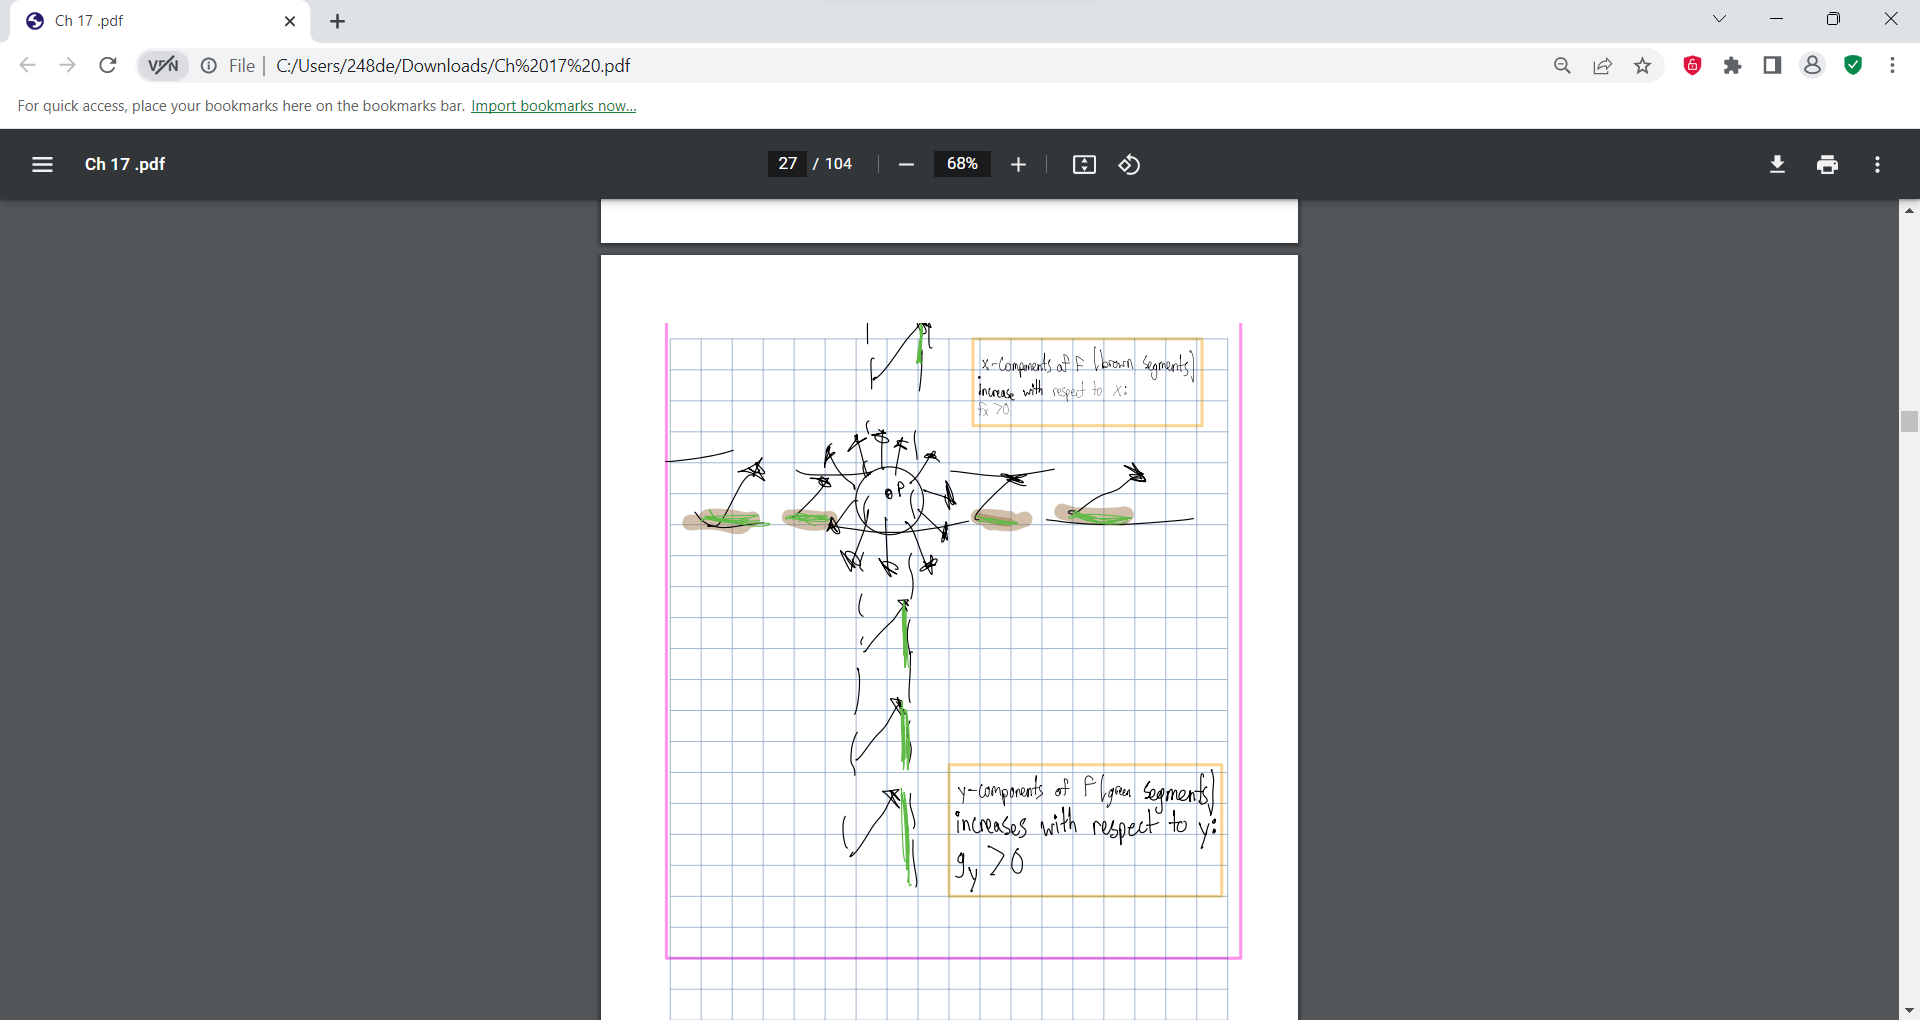 Ch 17 .pdf
VPN
File
C:/Users/248de/Downloads/Ch%2017%20.pdf
For quick access, place your bookmarks here on the bookmarks bar. Import bookmarks now...
Ch 17 .pdf
27 / 104
68%
x-Components of F (brown segments)
increase with respect to x:
fx >0
P
y-components of F (green segments)
increases with respect to y:
gy >0